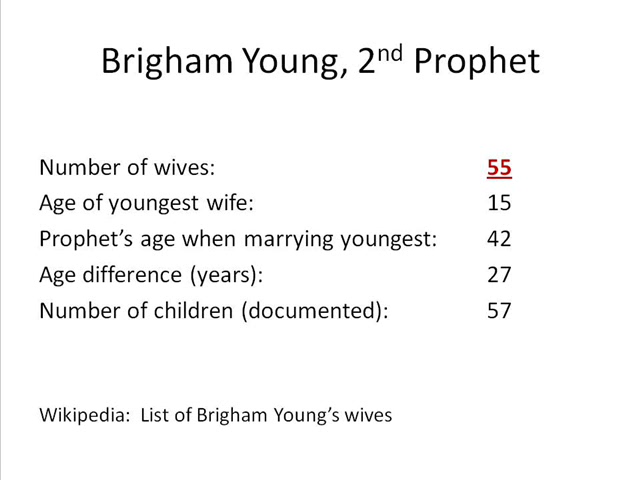 Brigham Young, 2nd Prophet
Number of wives: 55
Age of youngest wife: 15
Prophet's age when marrying youngest: 42
Age difference (years): 27
Number of children (documented): 57
Wikipedia: List of Brigham Young's wives